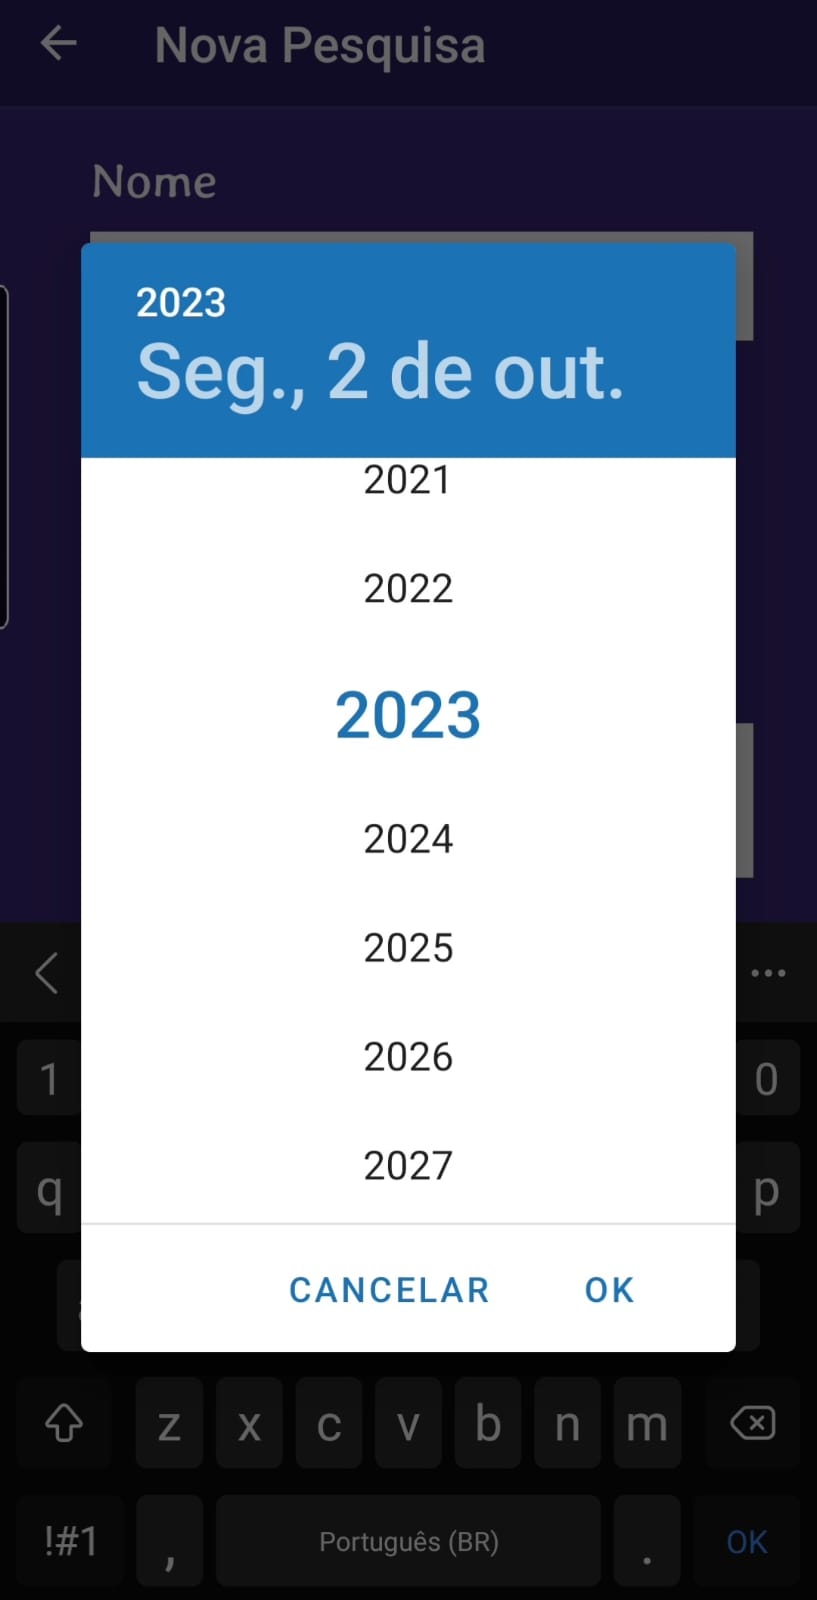 Nova Pesquisa
Nome
2023
Seg., 2 de out.
2021
2022
2023
2024
2025
2026
2027
CANCELAR OK
1 0
q p
z x c v b n m
!#1 , Português (BR) . OK